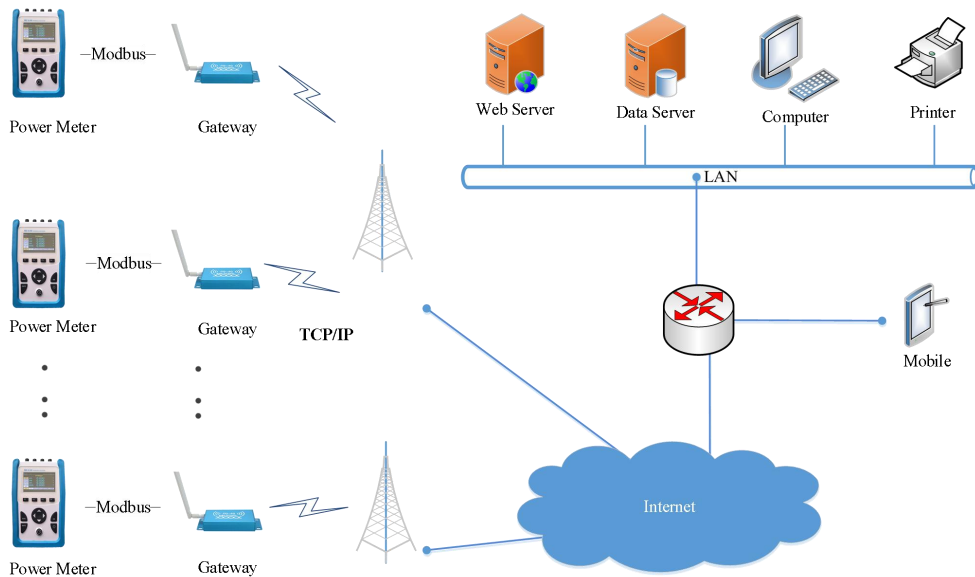 Modbus
Power Meter
Gateway
Web Server
Data Server
Computer
Printer
LAN
Modbus
Power Meter
Gateway
TCP/IP
Mobile
Modbus
Power Meter
Gateway
Internet